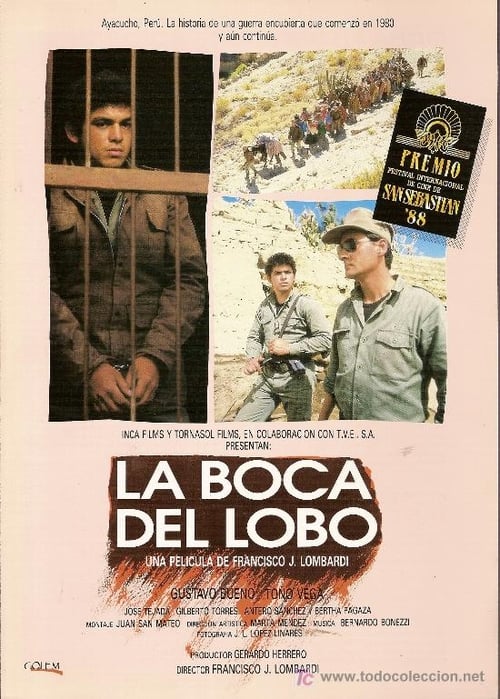 Ayacucho, Perú. La historia de una guerra encubierta que comenzó en 1980
y aún continúa.
PREMIO
FESTIVAL INTERNACIONAL
DE CINE DE
SAN SEBASTIAN
'88
INCA FILMS Y TORNASOL FILMS, EN COLABORACION CON T.V.E., S.A.
PRESENTAN:
LA BOCA
DEL LOBO
UNA PELICULA DE FRANCISCO J. LOMBARDI
GUSTAVO BUENO / TOÑO VEGA
JOSE TEJADA / GILBERTO TORRES / ANTERO SANCHEZ / BERTHA PAGAZA
MONTAJE JUAN SAN MATEO / DIRECCION ARTISTICA MARTA MENDEZ / MUSICA BERNARDO BONEZZI
FOTOGRAFIA J. L. LOPEZ LINARES
PRODUCTOR GERARDO HERRERO
DIRECTOR FRANCISCO J. LOMBARDI
GOLEM
www.todocoleccion.net